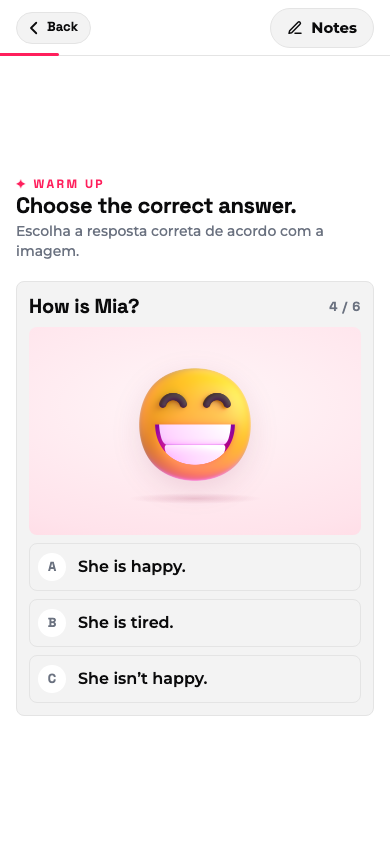 Back
Notes
WARM UP
Choose the correct answer.
Escolha a resposta correta de acordo com a
imagem.
How is Mia?
4 / 6
A She is happy.
B She is tired.
C She isn't happy.